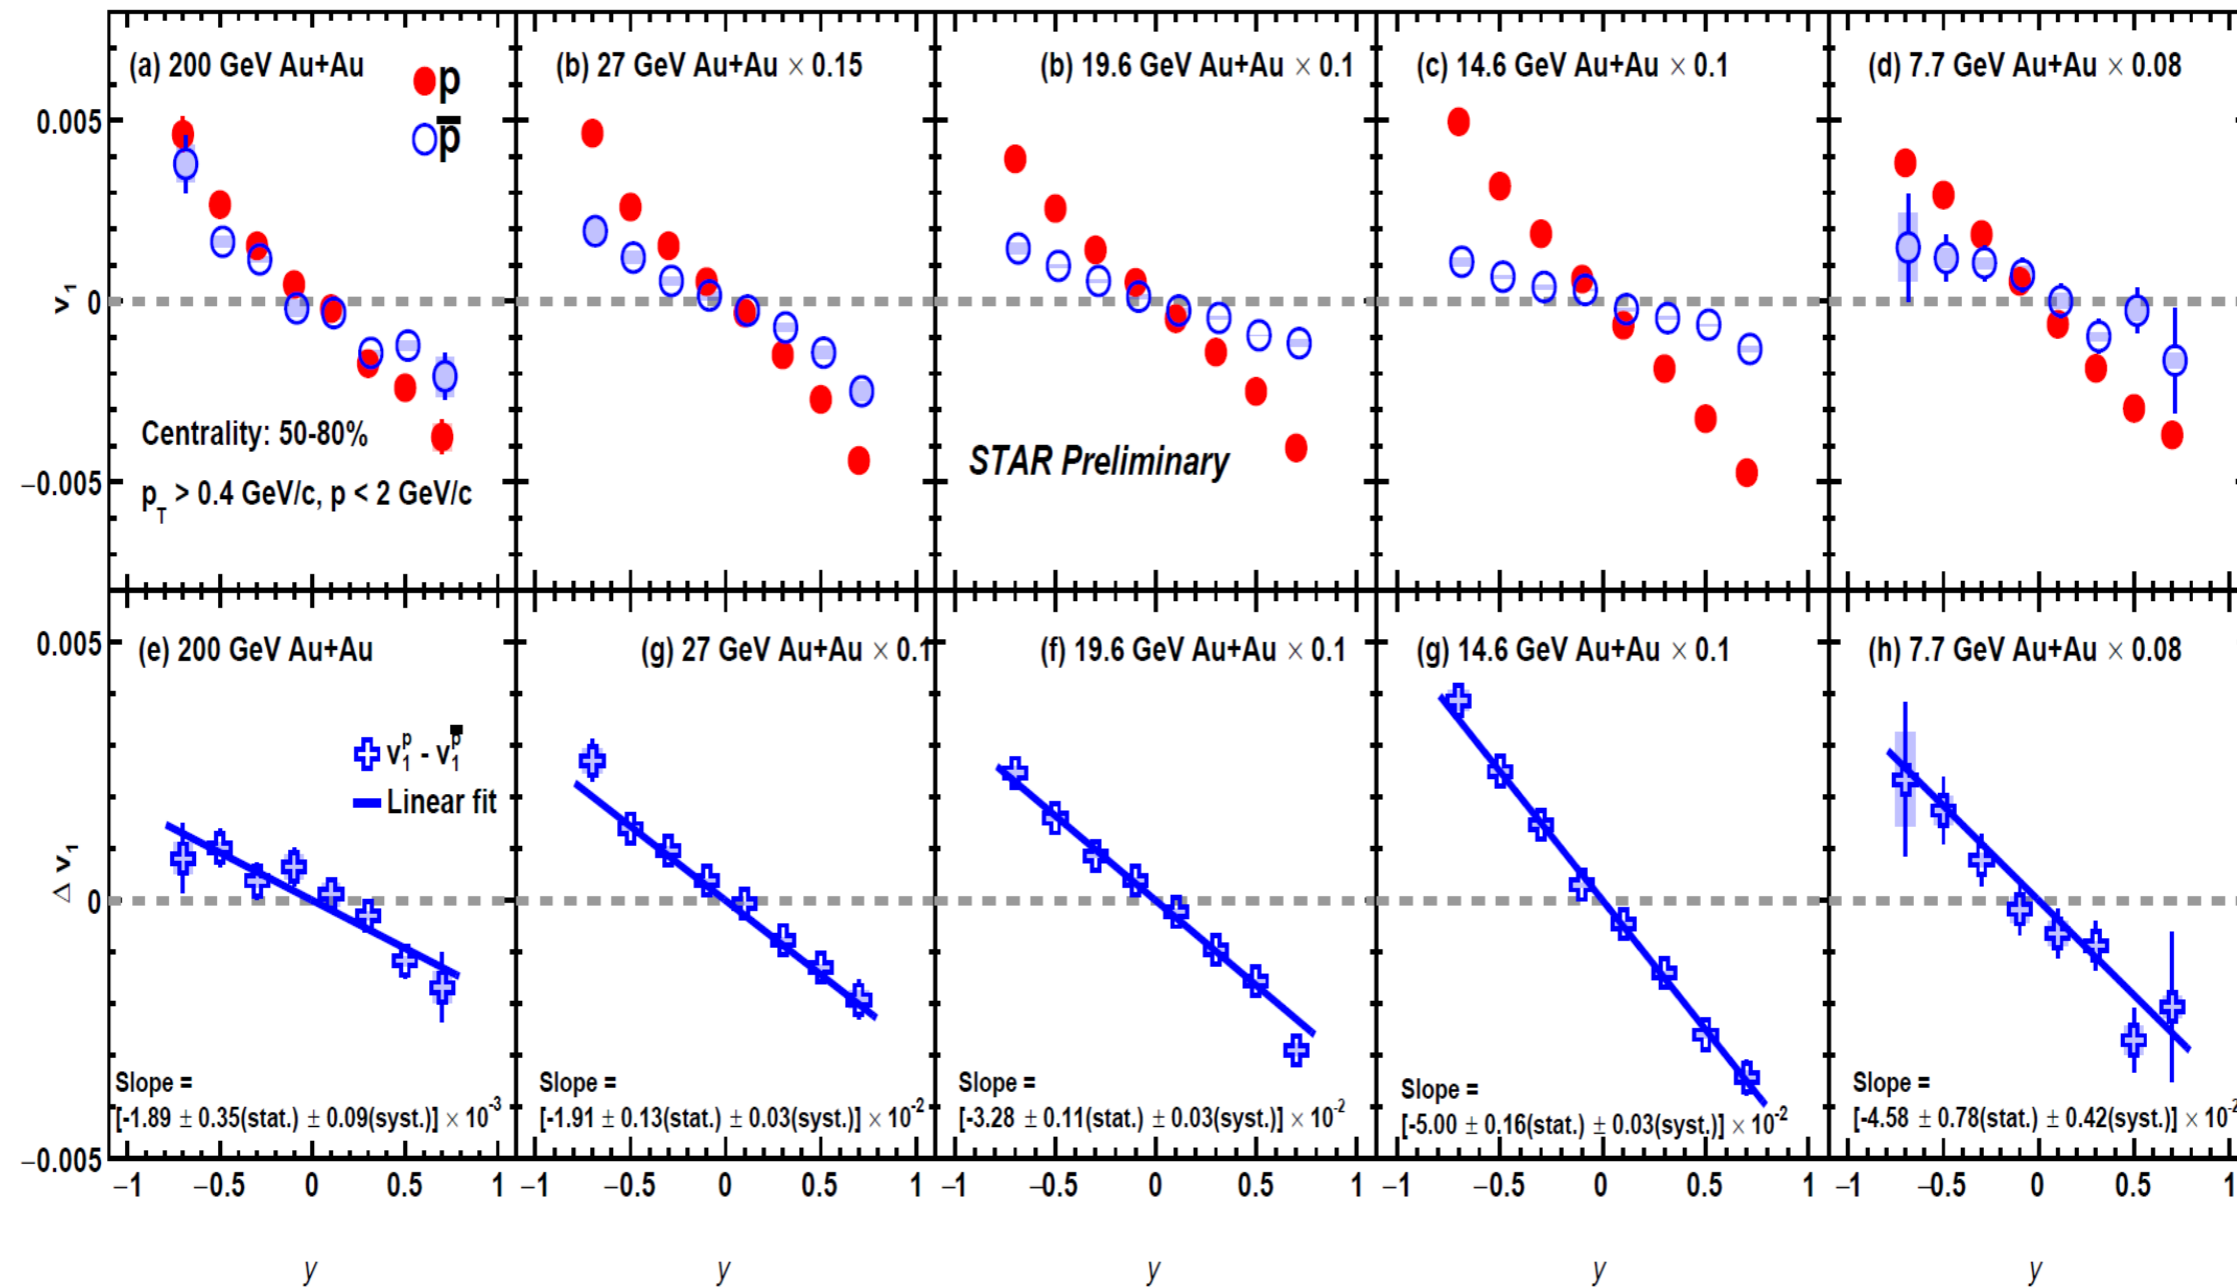 (a) 200 GeV Au+Au
p
p̄
Centrality: 50-80%
p_T > 0.4 GeV/c, p < 2 GeV/c
(b) 27 GeV Au+Au × 0.15
(b) 19.6 GeV Au+Au × 0.1
STAR Preliminary
(c) 14.6 GeV Au+Au × 0.1
(d) 7.7 GeV Au+Au × 0.08
v₁
0.005
0
−0.005
(e) 200 GeV Au+Au
v₁ᵖ - v₁^p̄
Linear fit
Slope =
[-1.89 ± 0.35(stat.) ± 0.09(syst.)] × 10⁻³
(g) 27 GeV Au+Au × 0.1
Slope =
[-1.91 ± 0.13(stat.) ± 0.03(syst.)] × 10⁻²
(f) 19.6 GeV Au+Au × 0.1
Slope =
[-3.28 ± 0.11(stat.) ± 0.03(syst.)] × 10⁻²
(g) 14.6 GeV Au+Au × 0.1
Slope =
[-5.00 ± 0.16(stat.) ± 0.03(syst.)] × 10⁻²
(h) 7.7 GeV Au+Au × 0.08
Slope =
[-4.58 ± 0.78(stat.) ± 0.42(syst.)] × 10⁻²
Δ v₁
0.005
0
−0.005
−1 −0.5 0 0.5 1
−1 −0.5 0 0.5 1
−1 −0.5 0 0.5 1
−1 −0.5 0 0.5 1
−1 −0.5 0 0.5 1
y
y
y
y
y